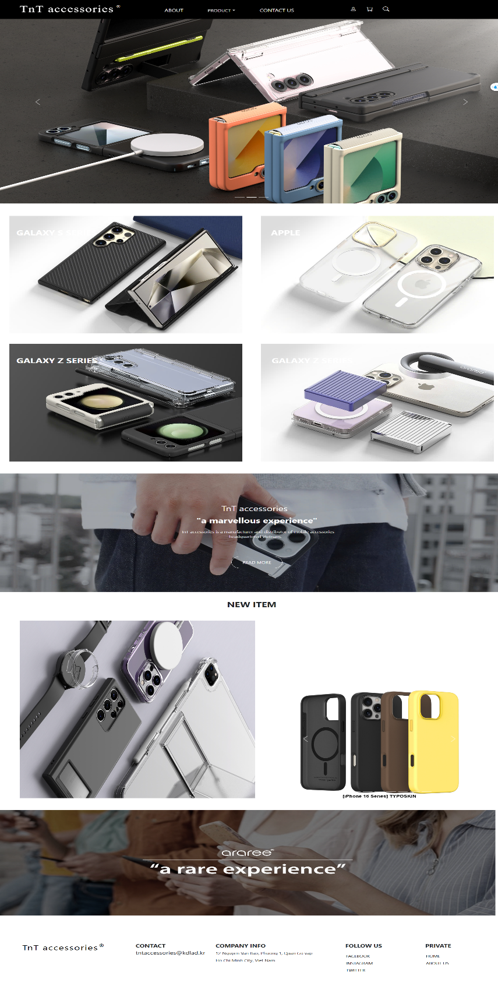 TnT accessories ®
ABOUT
PRODUCT
CONTACT US
GALAXY S SERIES
APPLE
GALAXY Z SERIES
GALAXY Z SERIES
araree
TnT accessories
"a marvellous experience"
TnT accessories is a manufacturer and distributor of mobile accessories
headquartered Vietnam.
READ MORE
NEW ITEM
[iPhone 16 Series] TYPOSKIN
araree®
“a rare experience”
TnT accessories ®
CONTACT
tntaccessories@kdlad.kr
COMPANY INFO
12 Nguyen Van Bao, Phuong 1, Quan Go vap
Ho Chi Minh City, Viet Nam
FOLLOW US
FACEBOOK
INSTAGRAM
TWITTER
PRIVATE
HOME
ABOUT US